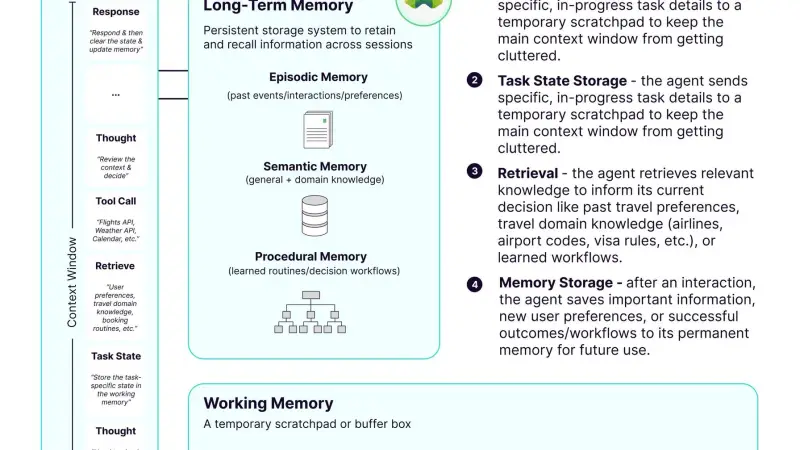 Response
"Respond & then
clear the state &
update memory"
...
Thought
"Review the
context &
decide"
Tool Call
"Flights API,
Weather API,
Calendar, etc."
Retrieve
"User
preferences,
travel domain
knowledge,
booking
routines, etc."
Task State
"Store the task-
specific state in
the working
memory"
Thought
Context Window
Long-Term Memory
Persistent storage system to retain
and recall information across sessions
Episodic Memory
(past events/interactions/preferences)
Semantic Memory
(general + domain knowledge)
Procedural Memory
(learned routines/decision workflows)
specific, in-progress task details to a
temporary scratchpad to keep the
main context window from getting
cluttered.
2 Task State Storage - the agent sends
specific, in-progress task details to a
temporary scratchpad to keep the
main context window from getting
cluttered.
3 Retrieval - the agent retrieves relevant
knowledge to inform its current
decision like past travel preferences,
travel domain knowledge (airlines,
airport codes, visa rules, etc.), or
learned workflows.
4 Memory Storage - after an interaction,
the agent saves important information,
new user preferences, or successful
outcomes/workflows to its permanent
memory for future use.
Working Memory
A temporary scratchpad or buffer box